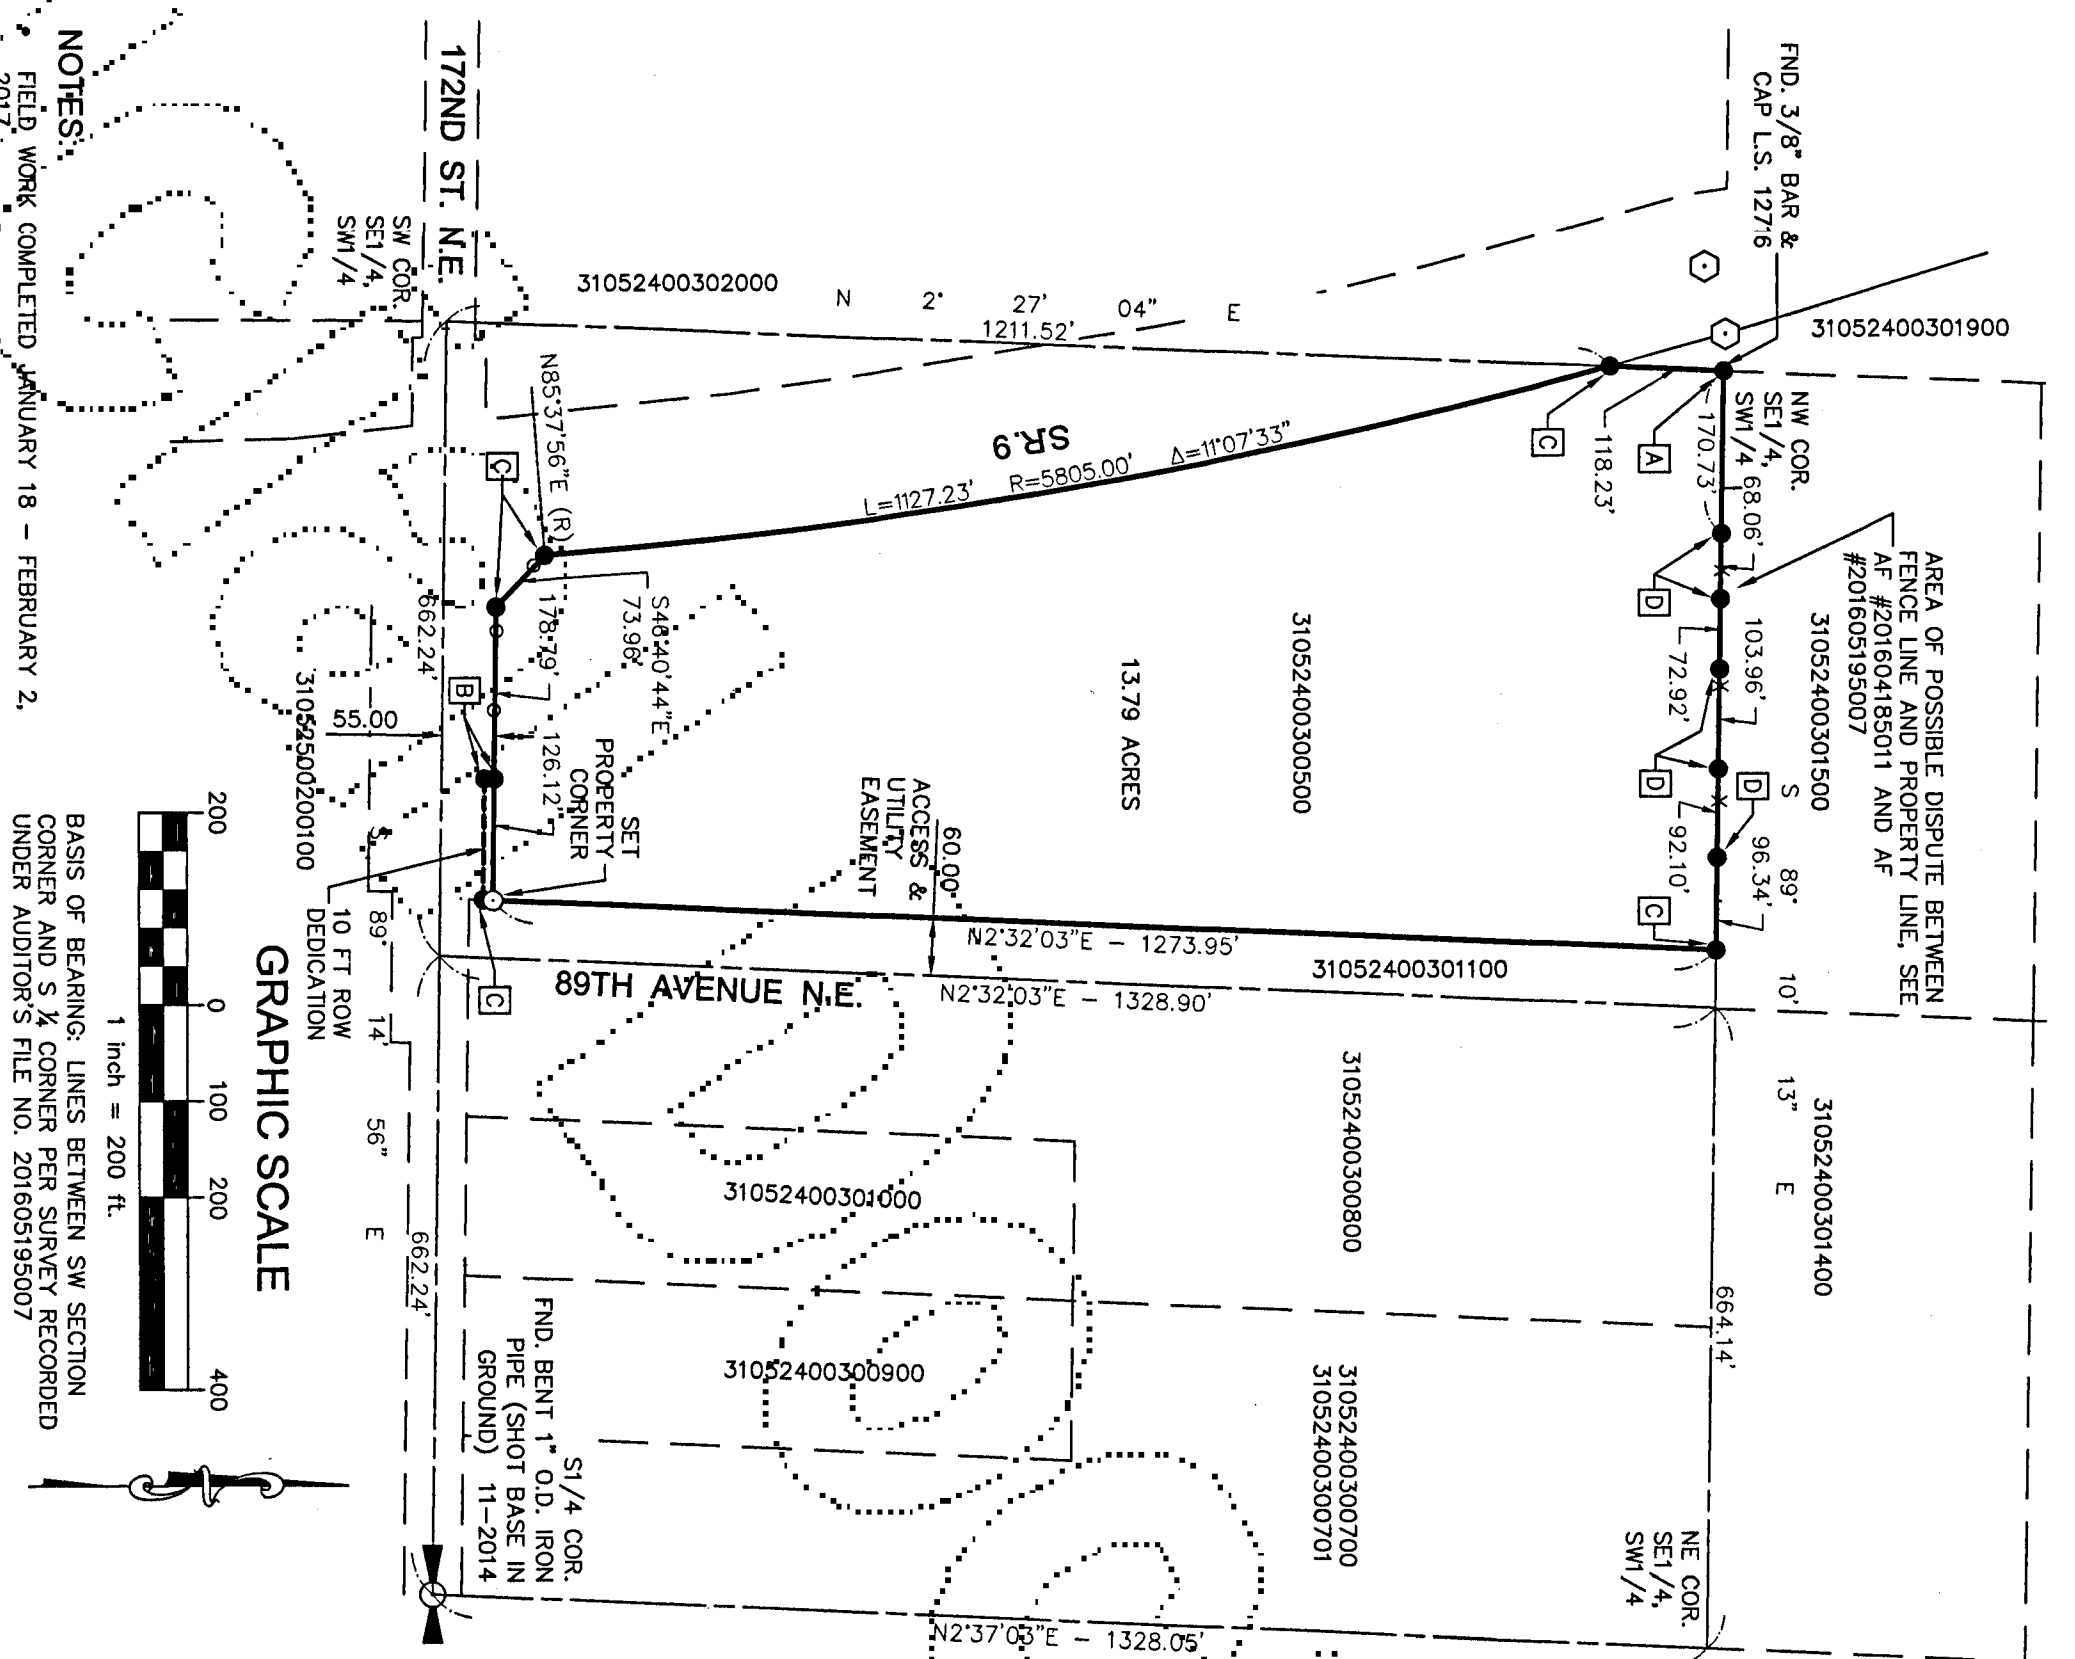 FND. 3/8" BAR &
CAP L.S. 12716
31052400301900
NW COR.
SE1/4,
SW1/4
AREA OF POSSIBLE DISPUTE BETWEEN
FENCE LINE AND PROPERTY LINE, SEE
AF #201604185011 AND AF
#201605195007
31052400301500
S 89° 10' 13" E
31052400301400
170.73'
68.06'
103.96'
72.92'
96.34'
92.10'
664.14'
A
118.23'
C
D
D
D
C
NE COR.
SE1/4,
SW1/4
31052400302000
N 2° 27' 04" E
1211.52'
S.R.9
L=1127.23' R=5805.00' Δ=11°07'33"
31052400300500
13.79 ACRES
31052400301100
N2°32'03"E - 1273.95'
N2°32'03"E - 1328.90'
60.00'
ACCESS &
UTILITY
EASEMENT
89TH AVENUE N.E.
31052400300800
31052400300700
31052400300701
31052400301000
31052400300900
N2°37'03"E - 1328.05'
172ND ST. N.E.
SW COR.
SE1/4,
SW1/4
N85°37'56"E (R)
C
S46°40'44"E
73.96'
178.79'
126.12'
SET
PROPERTY
CORNER
B
C
662.24'
55.00
31052500200100
10 FT ROW
DEDICATION
S 89° 14' 56" E
662.24'
S1/4 COR.
FND. BENT 1" O.D. IRON
PIPE (SHOT BASE IN
GROUND) 11-2014
GRAPHIC SCALE
200 0 100 200 400
1 inch = 200 ft.
BASIS OF BEARING: LINES BETWEEN SW SECTION
CORNER AND S 1/4 CORNER PER SURVEY RECORDED
UNDER AUDITOR'S FILE NO. 201605195007
NOTES:
• FIELD WORK COMPLETED JANUARY 18 - FEBRUARY 2,
2017